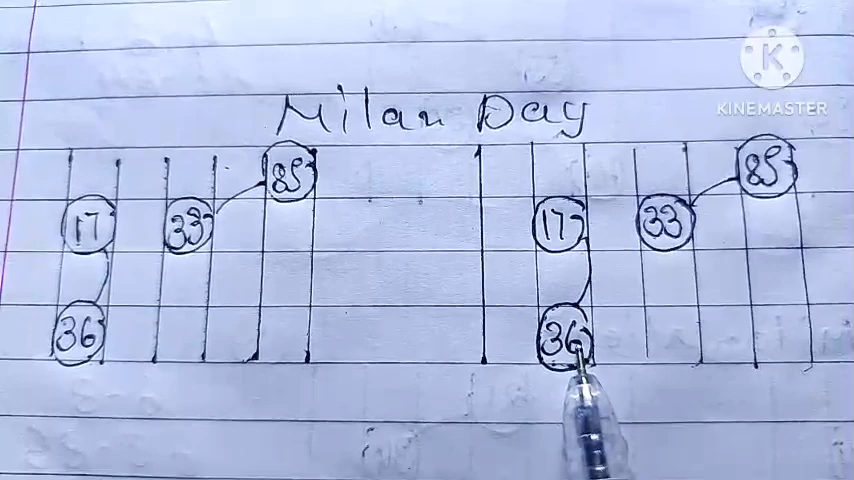 K
KINEMASTER
Milan Day
85 85
17 33 17 33
36 36